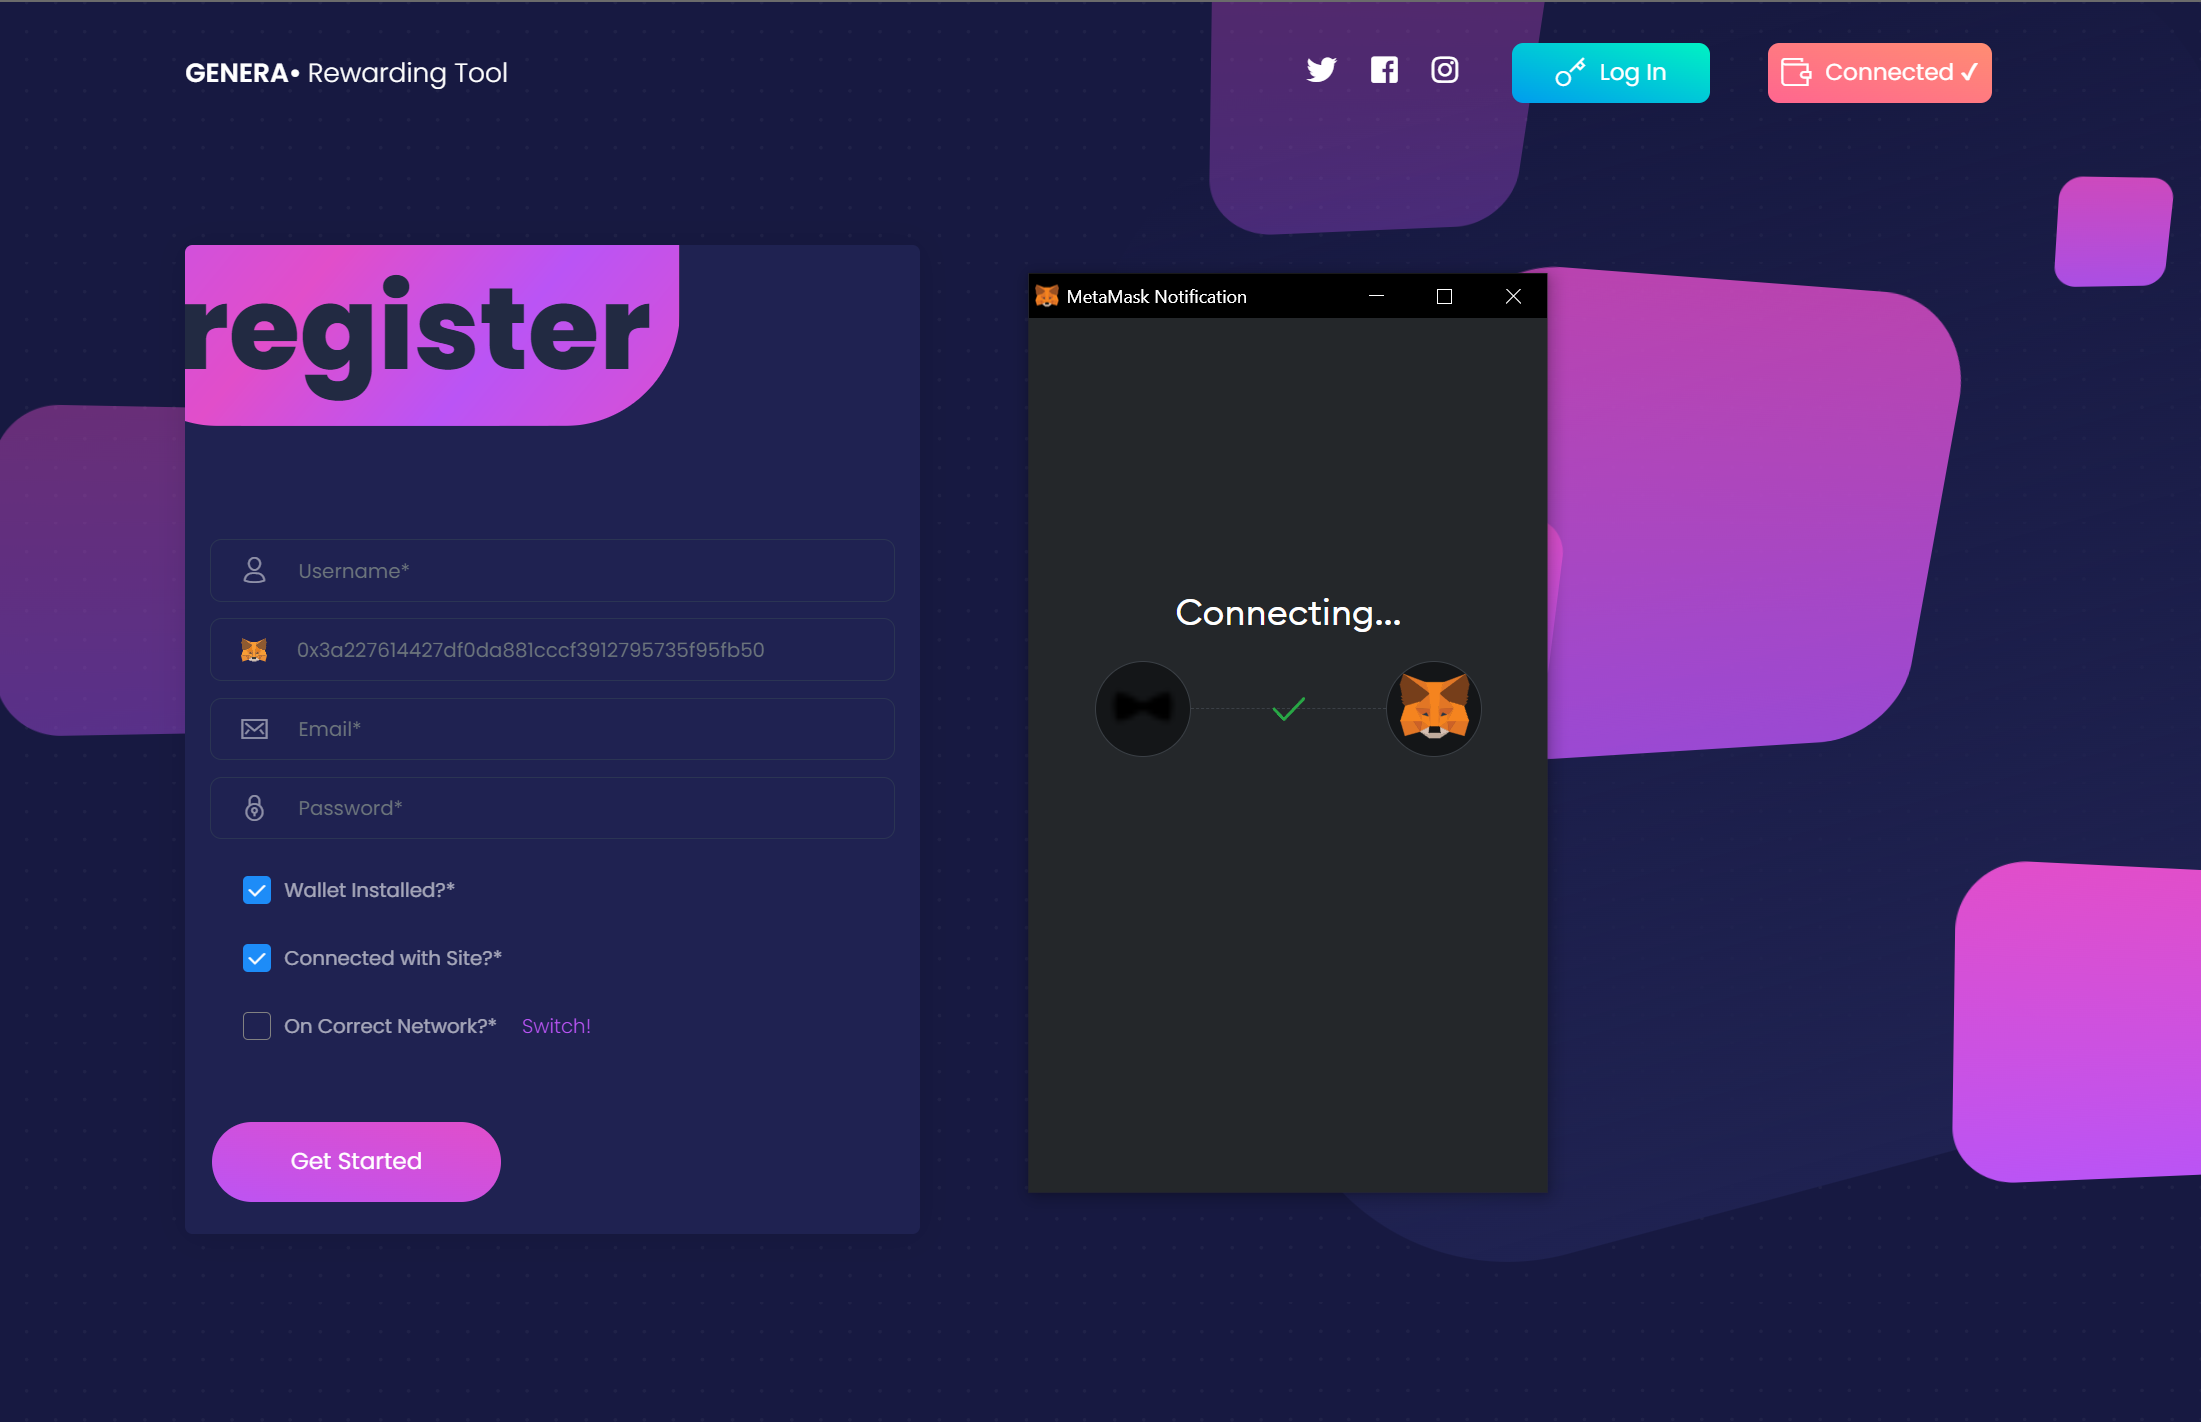 GENERA• Rewarding Tool
Log In
Connected ✓
register
MetaMask Notification
Username*
Connecting...
0x3a227614427df0da881cccf3912795735f95fb50
Email*
Password*
Wallet Installed?*
Connected with Site?*
On Correct Network?* Switch!
Get Started